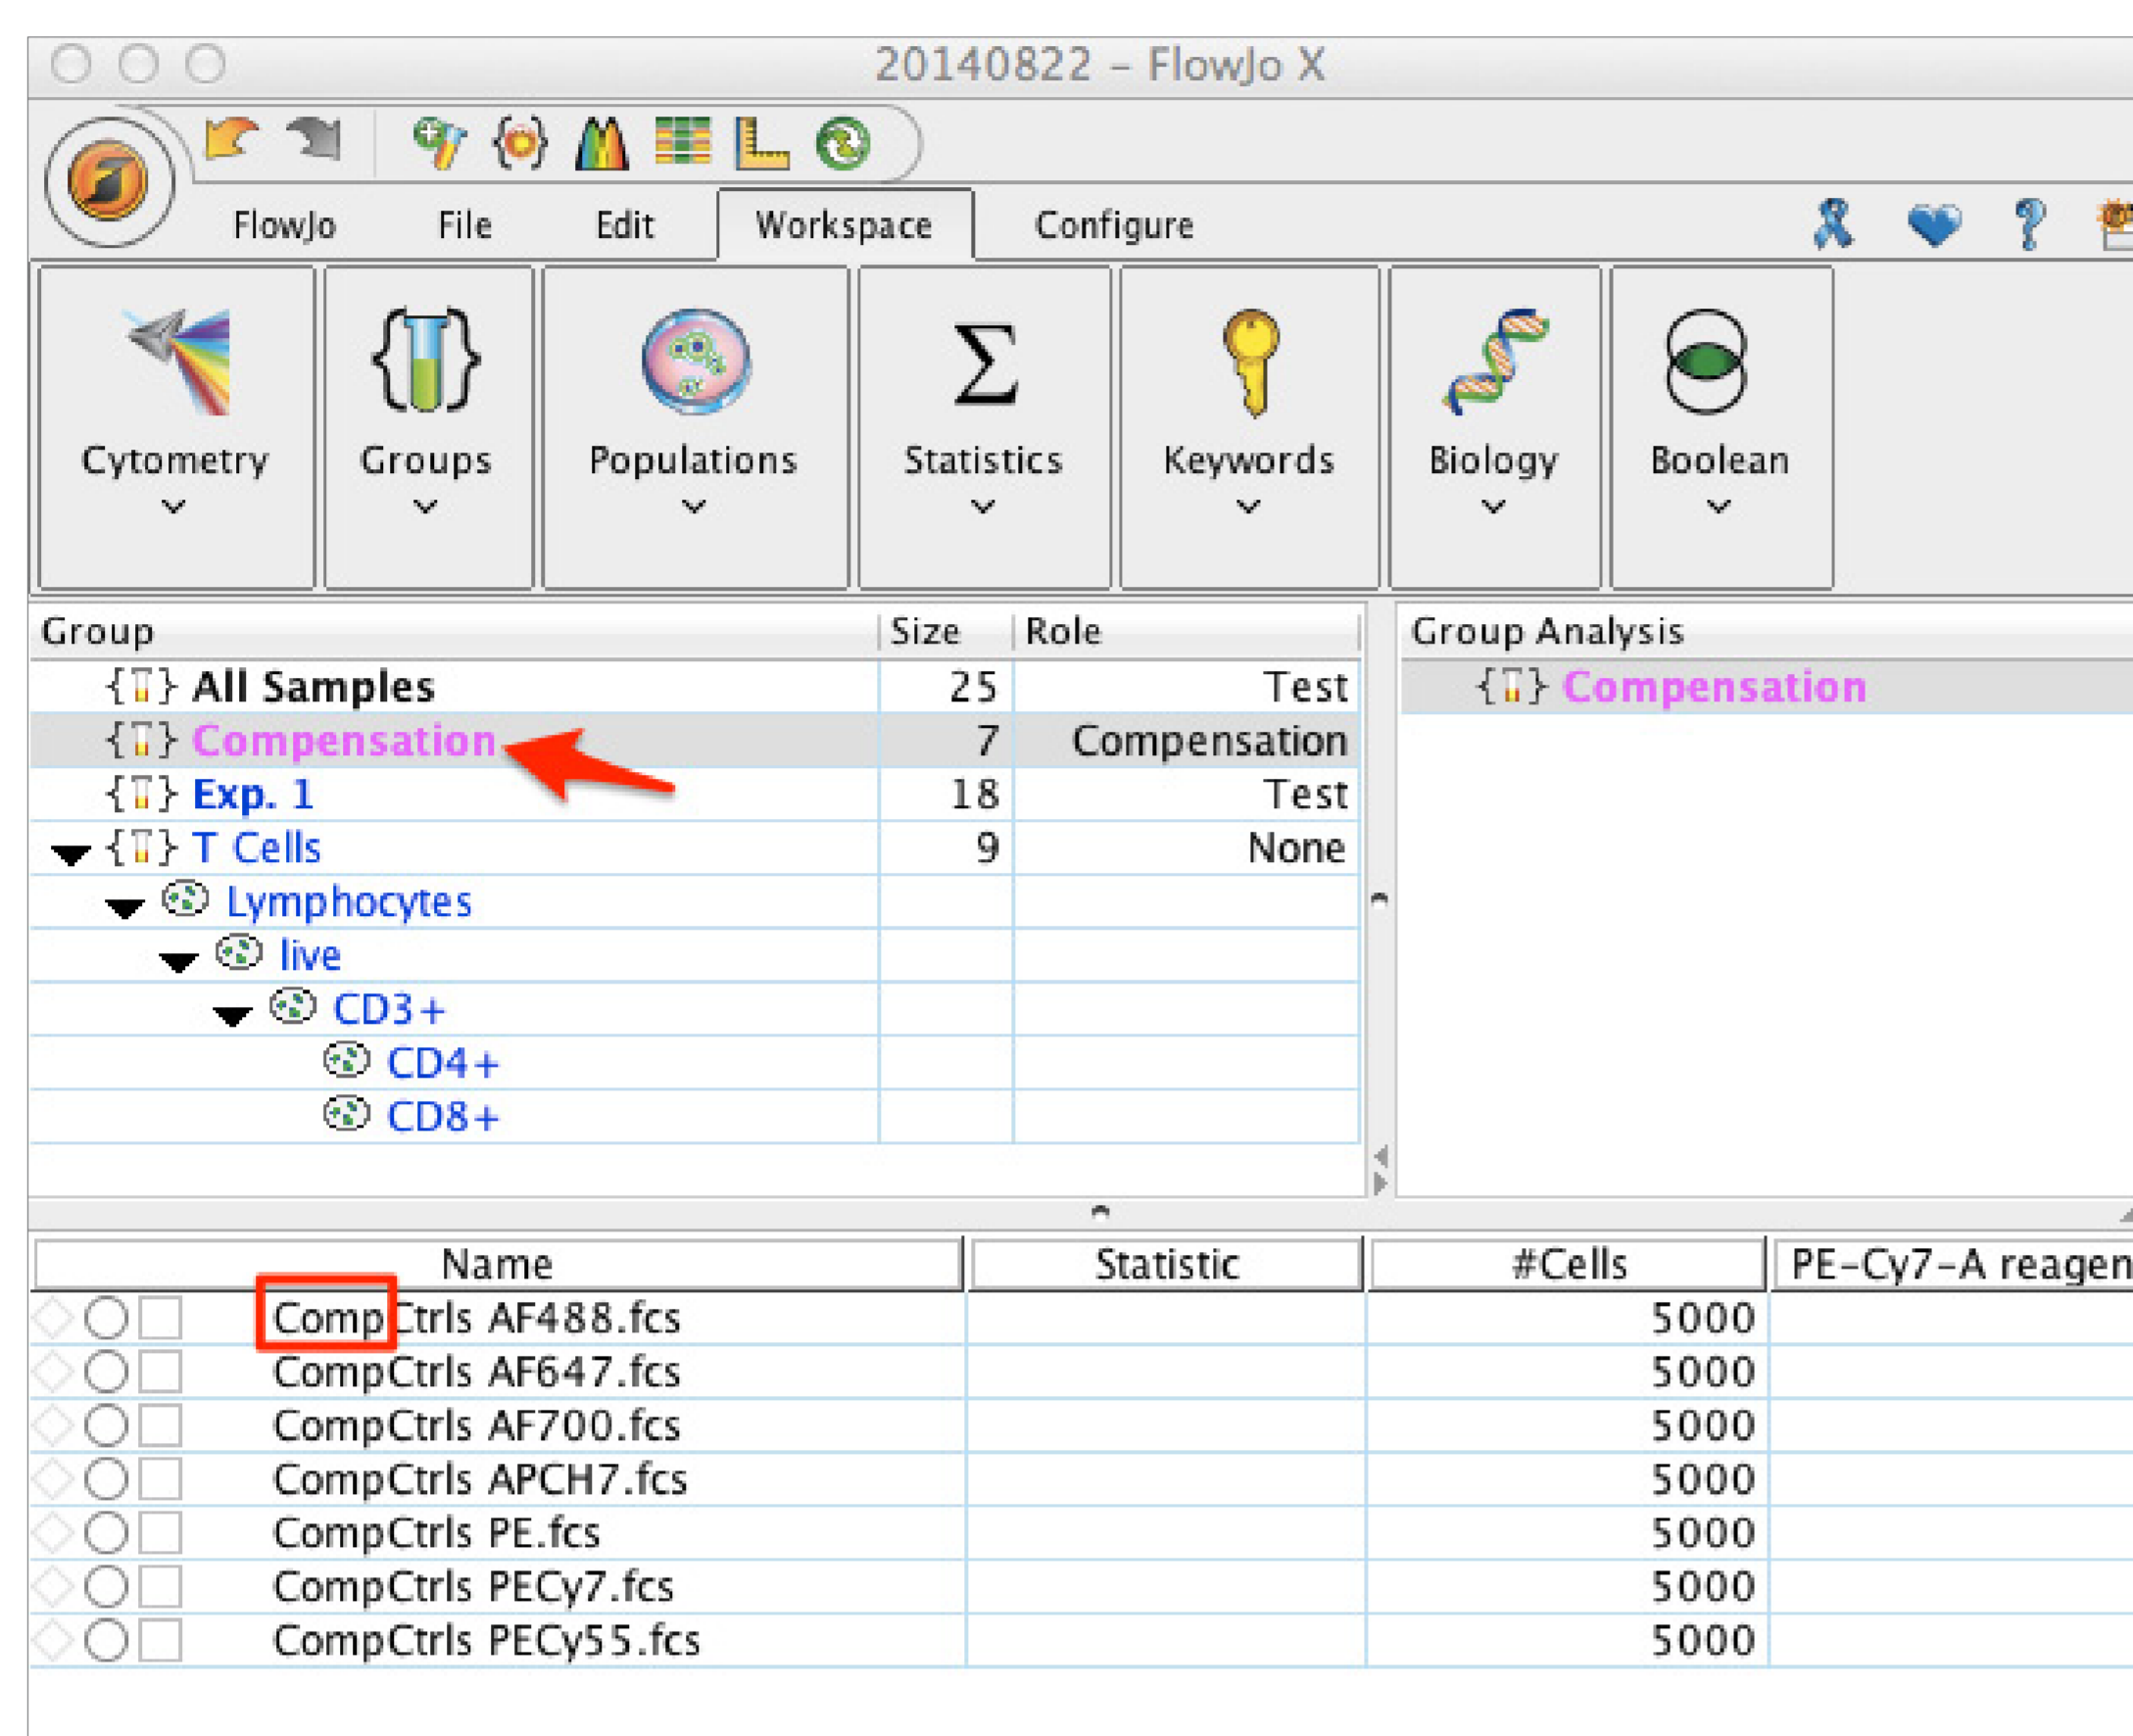 20140822 – FlowJo X
FlowJo File Edit Workspace Configure
Cytometry Groups Populations Statistics Keywords Biology Boolean
Group Size Role Group Analysis
All Samples 25 Test Compensation
Compensation 7 Compensation
Exp. 1 18 Test
T Cells 9 None
Lymphocytes
live
CD3+
CD4+
CD8+
Name Statistic #Cells PE-Cy7-A reagen
CompCtrls AF488.fcs 5000
CompCtrls AF647.fcs 5000
CompCtrls AF700.fcs 5000
CompCtrls APCH7.fcs 5000
CompCtrls PE.fcs 5000
CompCtrls PECy7.fcs 5000
CompCtrls PECy55.fcs 5000